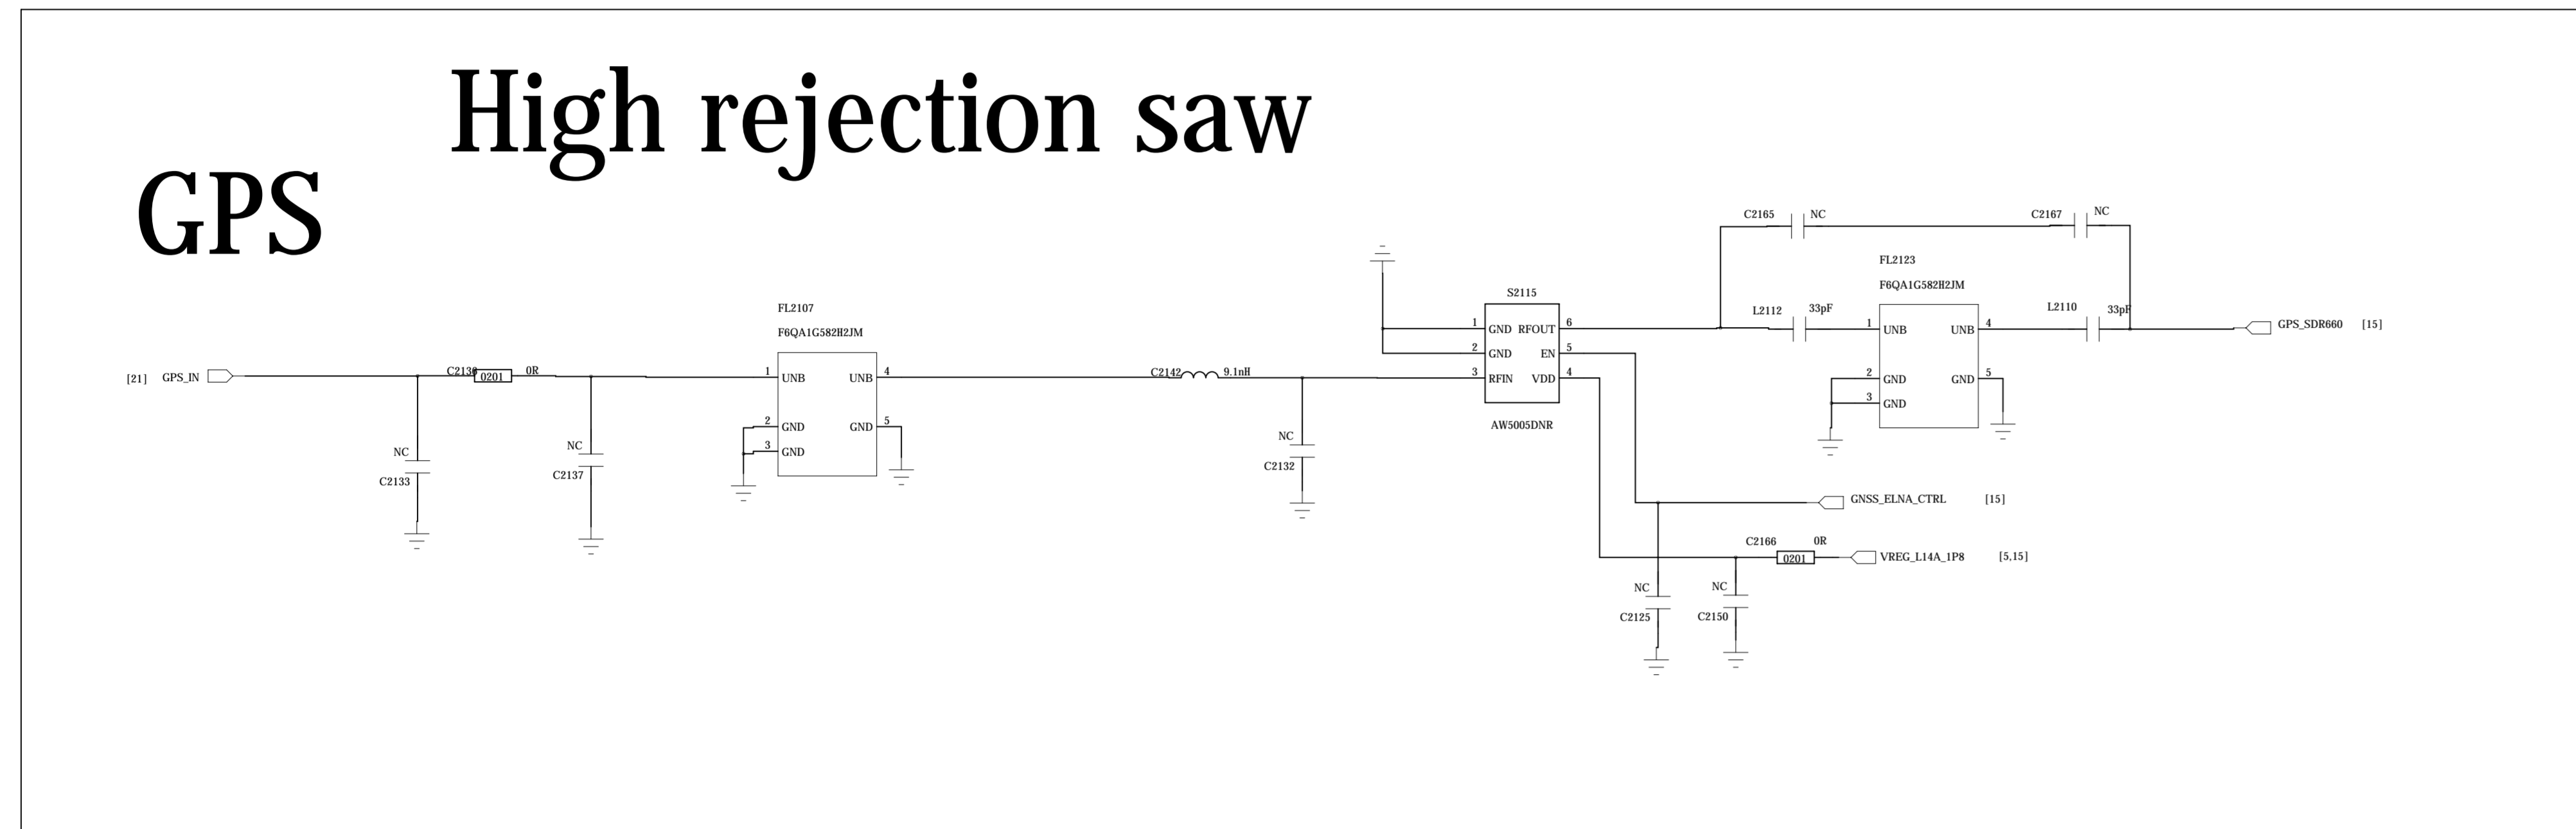 High rejection saw
GPS
C2165 NC
C2167 NC
FL2123
F6QA1G582H2JM
S2115
FL2107
F6QA1G582H2JM
L2112 33pF
L2110 33pF
1 GND RFOUT 6
2 GND EN 5
3 RFIN VDD 4
AW5005DNR
1 UNB UNB 4
2 GND GND 5
3 GND
GPS_SDR660 [15]
[21] GPS_IN
C2136 0201 0R
1 UNB UNB 4
2 GND GND 5
3 GND
C2142 9.1nH
NC
C2133
NC
C2137
NC
C2132
GNSS_ELNA_CTRL [15]
C2166 0R
0201
VREG_L14A_1P8 [5,15]
NC
C2125
NC
C2150